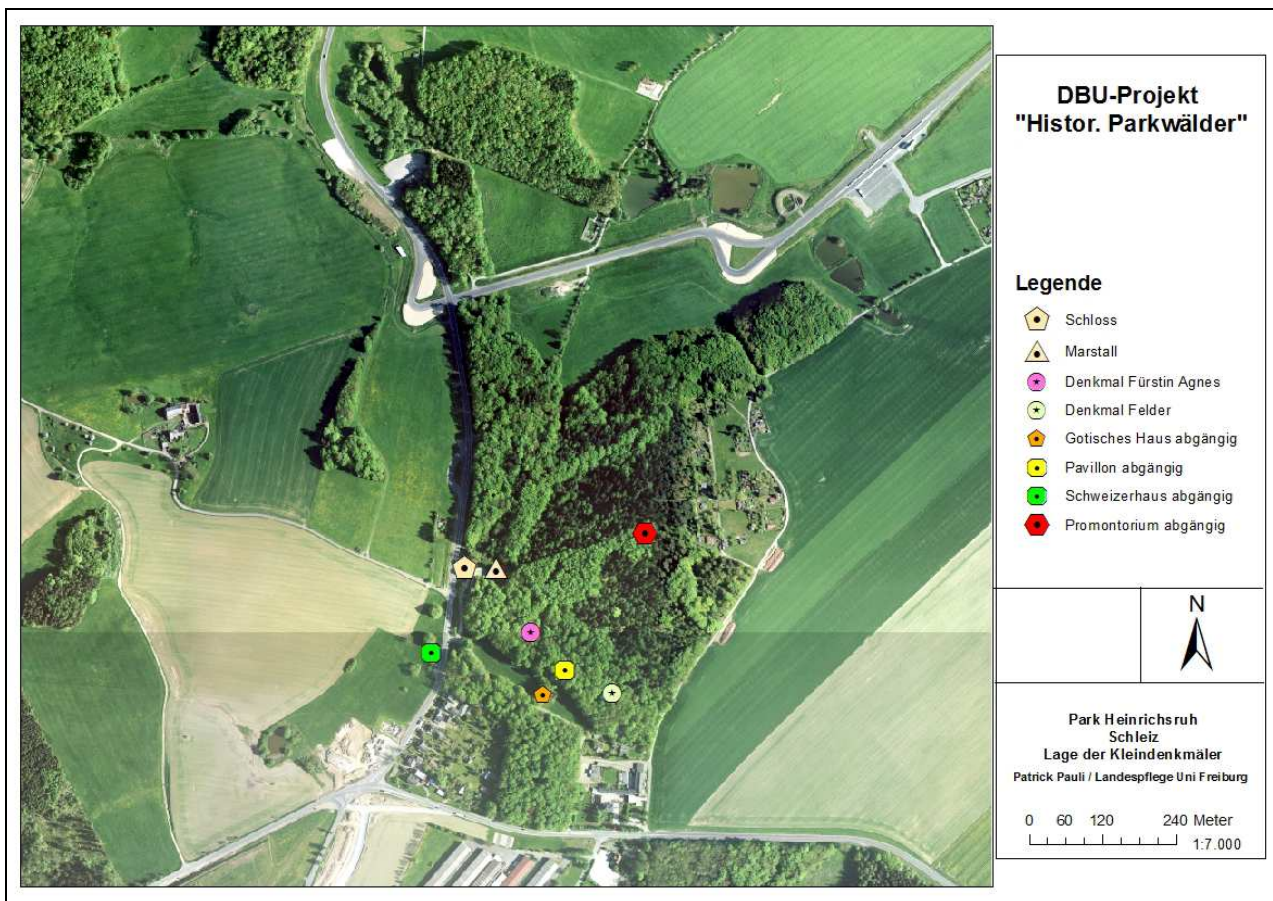 DBU-Projekt
"Histor. Parkwälder"
Legende
Schloss
Marstall
Denkmal Fürstin Agnes
Denkmal Felder
Gotisches Haus abgängig
Pavillon abgängig
Schweizerhaus abgängig
Promontorium abgängig
N
Park Heinrichsruh
Schleiz
Lage der Kleindenkmäler
Patrick Pauli / Landespflege Uni Freiburg
0 60 120 240 Meter
1:7.000